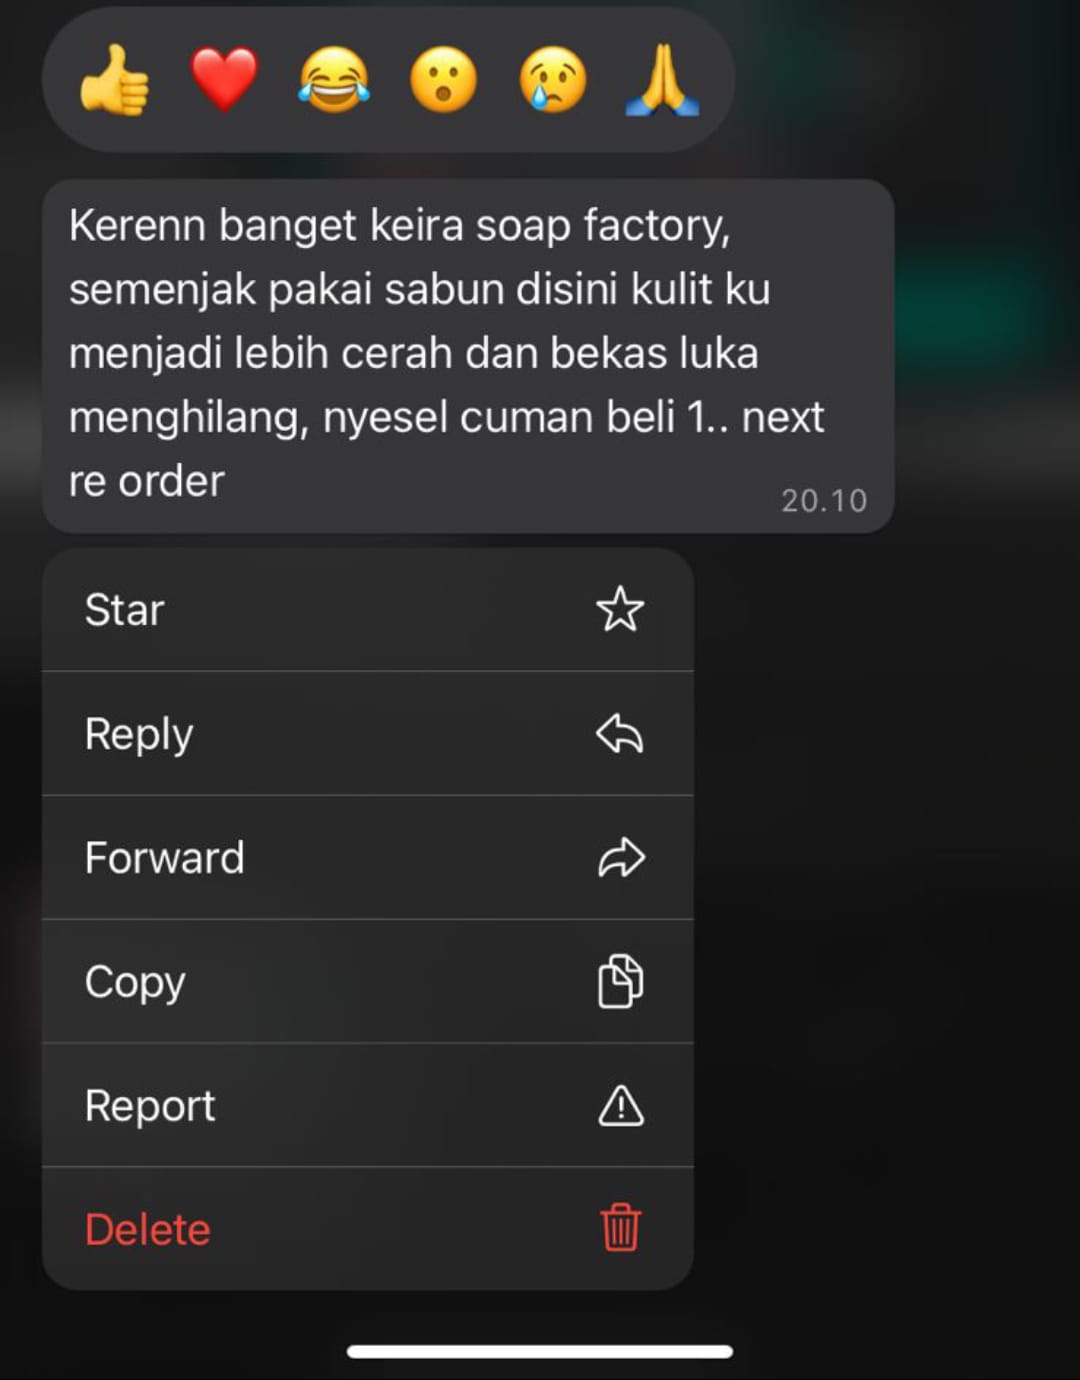 Kerenn banget keira soap factory,
semenjak pakai sabun disini kulit ku
menjadi lebih cerah dan bekas luka
menghilang, nyesel cuman beli 1.. next
re order
20.10
Star
Reply
Forward
Copy
Report
Delete